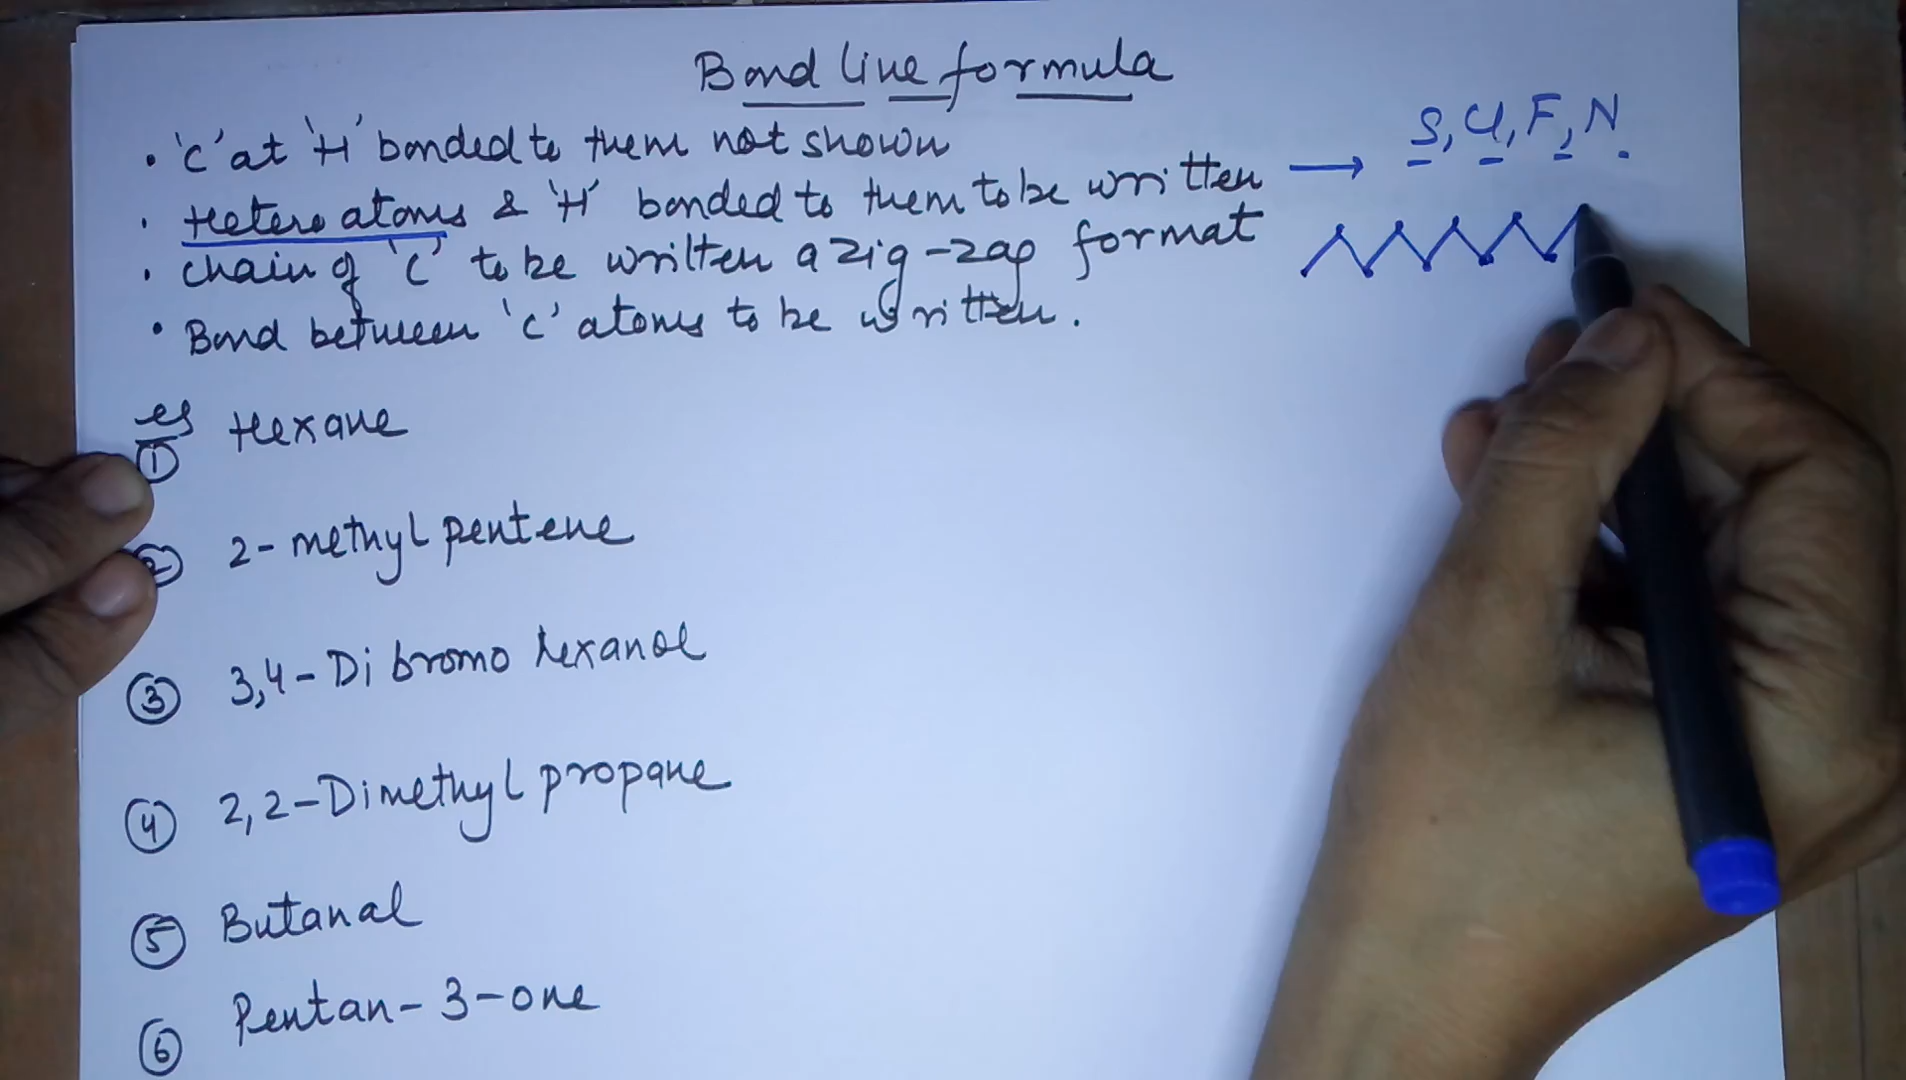 Bond line formula
• 'C' at 'H' bonded to them not shown
• Hetero atoms & 'H' bonded to them to be written → S, Cl, F, N
• chain of 'C' to be written a zig-zag format
• Bond between 'C' atoms to be written.
eg
① Hexane
② 2-methyl pentene
③ 3,4-Dibromo hexanol
④ 2,2-Dimethyl propane
⑤ Butanal
⑥ Pentan-3-one